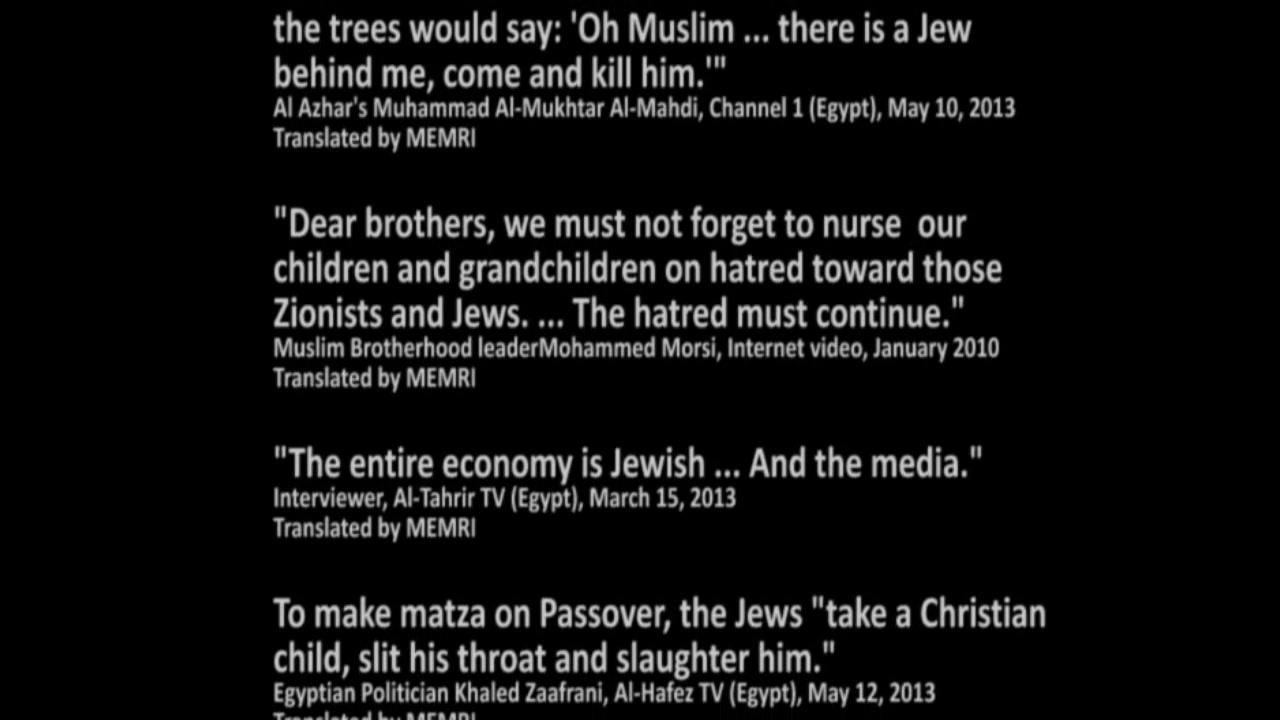 the trees would say: 'Oh Muslim ... there is a Jew
behind me, come and kill him.'"
Al Azhar's Muhammad Al-Mukhtar Al-Mahdi, Channel 1 (Egypt), May 10, 2013
Translated by MEMRI
"Dear brothers, we must not forget to nurse  our
children and grandchildren on hatred toward those
Zionists and Jews. ... The hatred must continue."
Muslim Brotherhood leaderMohammed Morsi, Internet video, January 2010
Translated by MEMRI
"The entire economy is Jewish ... And the media."
Interviewer, Al-Tahrir TV (Egypt), March 15, 2013
Translated by MEMRI
To make matza on Passover, the Jews "take a Christian
child, slit his throat and slaughter him."
Egyptian Politician Khaled Zaafrani, Al-Hafez TV (Egypt), May 12, 2013
Translated by MEMRI